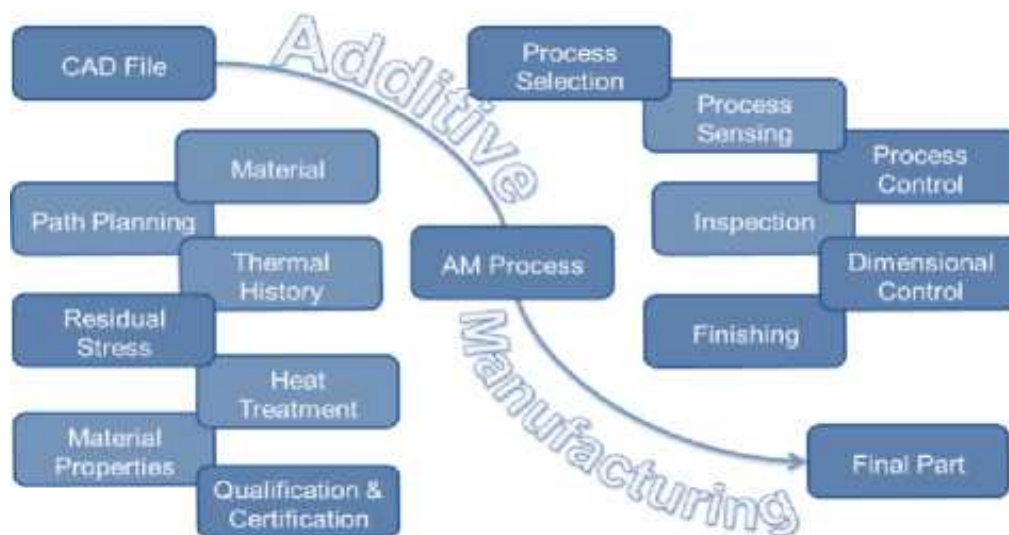 CAD File
Additive
Manufacturing
Process
Selection
Process
Sensing
Process
Control
Inspection
Dimensional
Control
Finishing
Material
Path Planning
Thermal
History
Residual
Stress
Heat
Treatment
Material
Properties
Qualification &
Certification
AM Process
Final Part